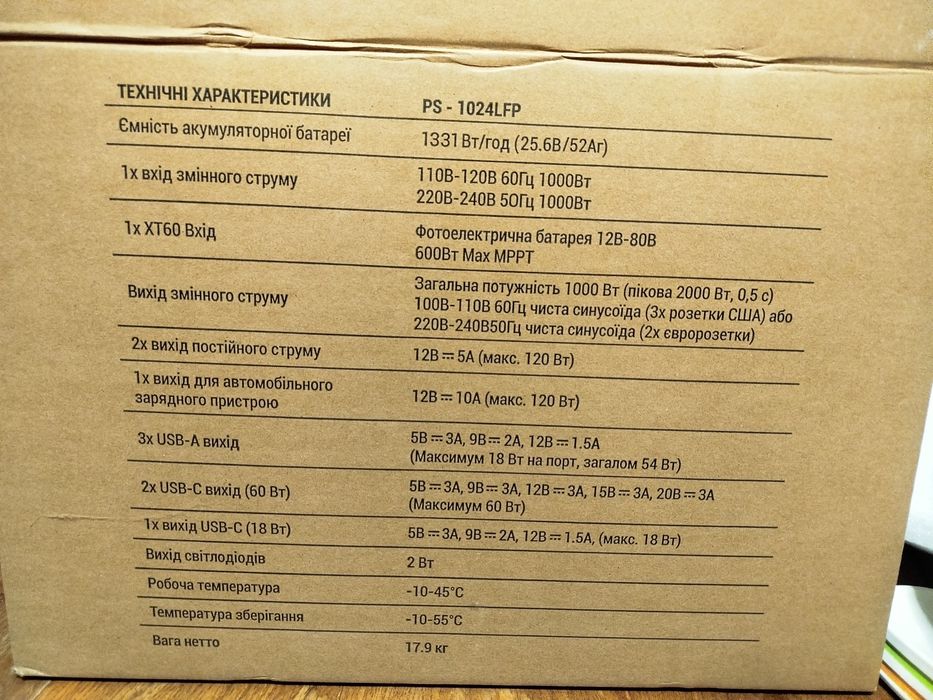 ТЕХНІЧНІ ХАРАКТЕРИСТИКИ PS - 1024LFP
Ємність акумуляторної батареї 1331 Вт/год (25.6В/52Аг)
1х вхід змінного струму 110В-120В 60Гц 1000Вт
220В-240В 50Гц 1000Вт
1х XT60 Вхід Фотоелектрична батарея 12В-80В
600Вт Max MPPT
Вихід змінного струму Загальна потужність 1000 Вт (пікова 2000 Вт, 0,5 с)
100В-110В 60Гц чиста синусоїда (3х розетки США) або
220В-240В50Гц чиста синусоїда (2х євророзетки)
2х вихід постійного струму 12В⎓5А (макс. 120 Вт)
1х вихід для автомобільного
зарядного пристрою 12В⎓10А (макс. 120 Вт)
3х USB-A вихід 5В⎓3А, 9В⎓2А, 12В⎓1.5А
(Максимум 18 Вт на порт, загалом 54 Вт)
2х USB-C вихід (60 Вт) 5В⎓3А, 9В⎓3А, 12В⎓3А, 15В⎓3А, 20В⎓3А
(Максимум 60 Вт)
1х вихід USB-C (18 Вт) 5В⎓3А, 9В⎓2А, 12В⎓1.5А, (макс. 18 Вт)
Вихід світлодіодів 2 Вт
Робоча температура -10-45°C
Температура зберігання -10-55°C
Вага нетто 17.9 кг